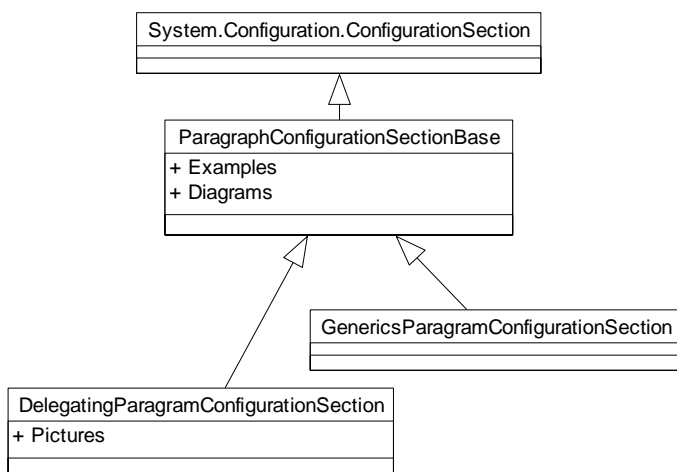 System.Configuration.ConfigurationSection
ParagraphConfigurationSectionBase
+ Examples
+ Diagrams
GenericsParagramConfigurationSection
DelegatingParagramConfigurationSection
+ Pictures